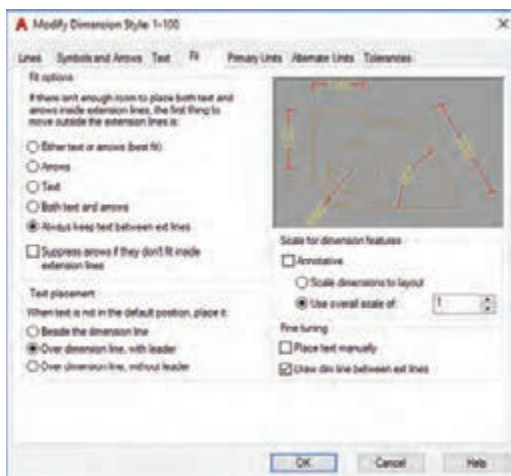 Modify Dimension Style: 1-100
Lines Symbols and Arrows Text Fit Primary Units Alternate Units Tolerances
Fit options
If there isn't enough room to place both text and
arrows inside extension lines, the first thing to
move outside the extension lines is:
Either text or arrows (best fit)
Arrows
Text
Both text and arrows
Always keep text between ext lines
Suppress arrows if they don't fit inside
extension lines
Text placement
When text is not in the default position, place it:
Beside the dimension line
Over dimension line, with leader
Over dimension line, without leader
Scale for dimension features
Annotative
Scale dimensions to layout
Use overall scale of: 1
Fine tuning
Place text manually
Draw dim line between ext lines
OK Cancel Help